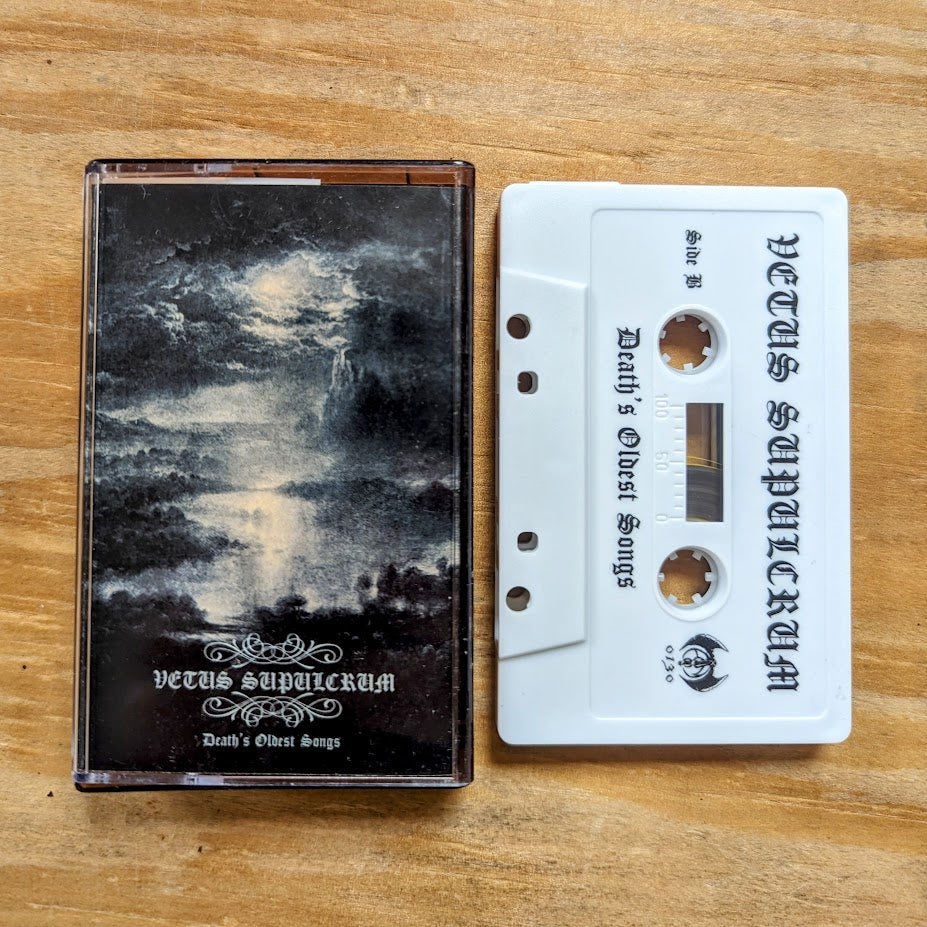 VETUS SUPULCRUM
Death's Oldest Songs
VETUS SUPULCRUM
Side B
100 50 0
Death's Oldest Songs
0130